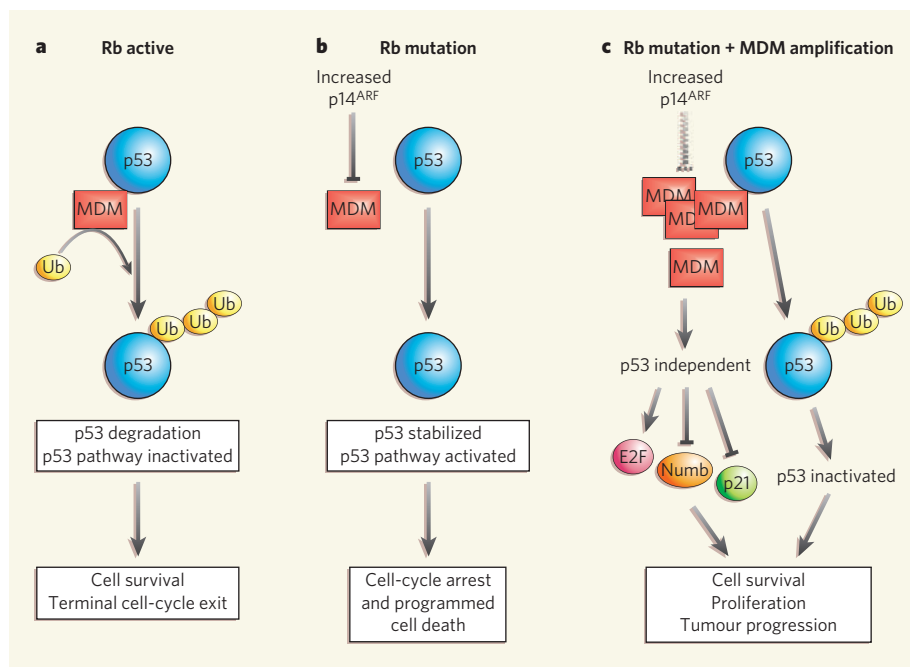 a Rb active
p53
MDM
Ub
Ub
Ub
Ub
p53
p53 degradation
p53 pathway inactivated
Cell survival
Terminal cell-cycle exit
b Rb mutation
Increased
p14ARF
p53
MDM
p53
p53 stabilized
p53 pathway activated
Cell-cycle arrest
and programmed
cell death
c Rb mutation + MDM amplification
Increased
p14ARF
p53
MDM
MD
MDM
MDM
Ub
Ub
Ub
p53 independent
p53
E2F
Numb
p21
p53 inactivated
Cell survival
Proliferation
Tumour progression